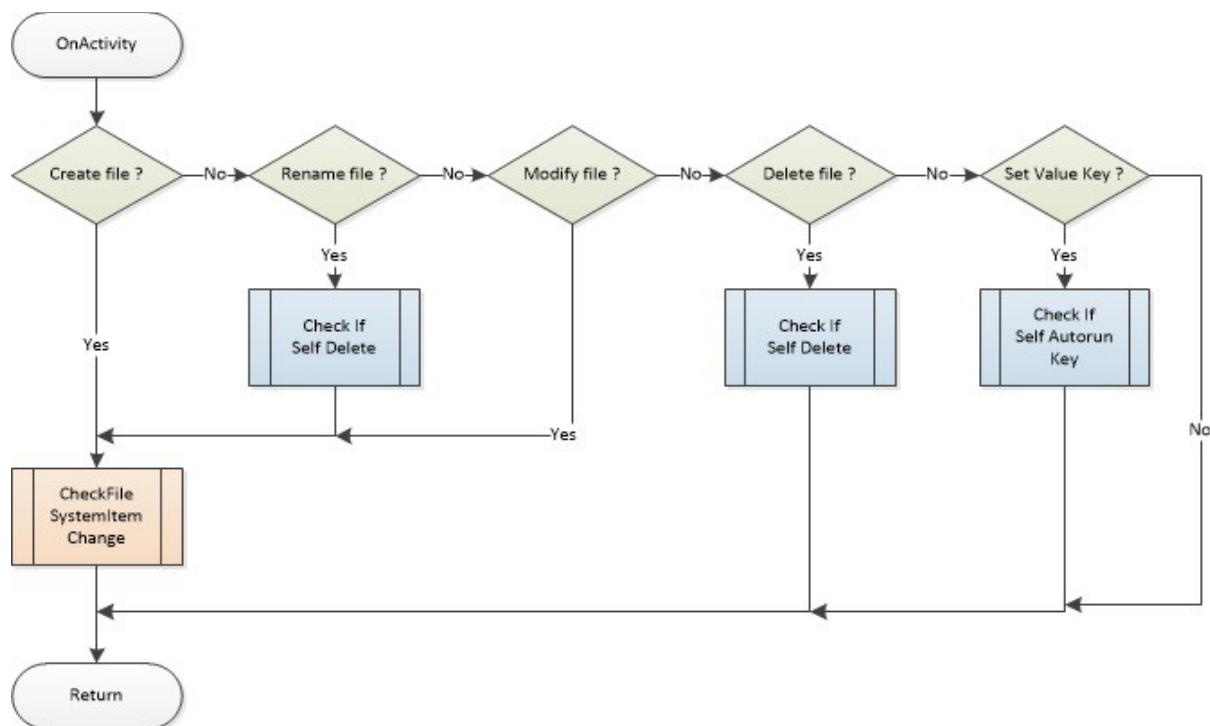 OnActivity
Create file ?
No
Rename file ?
No
Modify file ?
No
Delete file ?
No
Set Value Key ?
Yes
Yes
Yes
Check If
Self Delete
Check If
Self Delete
Check If
Self Autorun
Key
Yes
Yes
No
CheckFile
SystemItem
Change
Return